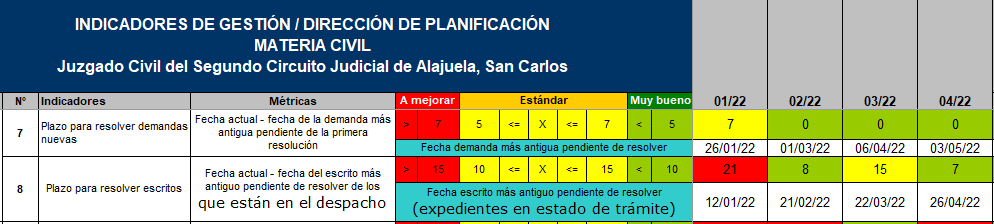 INDICADORES DE GESTIÓN / DIRECCIÓN DE PLANIFICACIÓN
MATERIA CIVIL
Juzgado Civil del Segundo Circuito Judicial de Alajuela, San Carlos
N° Indicadores Métricas A mejorar Estándar Muy bueno 01/22 02/22 03/22 04/22
7 Plazo para resolver demandas nuevas
Fecha actual - fecha de la demanda más
antigua pendiente de la primera
resolución
> 7 5 <= X <= 7 < 5 7 0 0 0
Fecha demanda más antigua pendiente de resolver 26/01/22 01/03/22 06/04/22 03/05/22
8 Plazo para resolver escritos
Fecha actual - fecha del escrito más
antiguo pendiente de resolver de los
que están en el despacho
> 15 10 <= X <= 15 < 10 21 8 15 7
Fecha escrito más antiguo pendiente de resolver
(expedientes en estado de trámite) 12/01/22 21/02/22 22/03/22 26/04/22